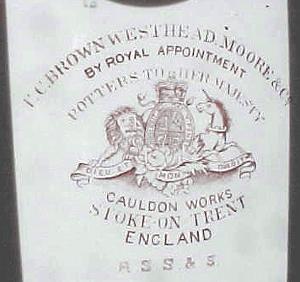 T.C. BROWN WESTHEAD. MOORE & Co
BY ROYAL APPOINTMENT
POTTERS TO HER MAJESTY
DIEU ET MON DROIT
CAULDON WORKS
STOKE-ON TRENT
ENGLAND
R S S & S.